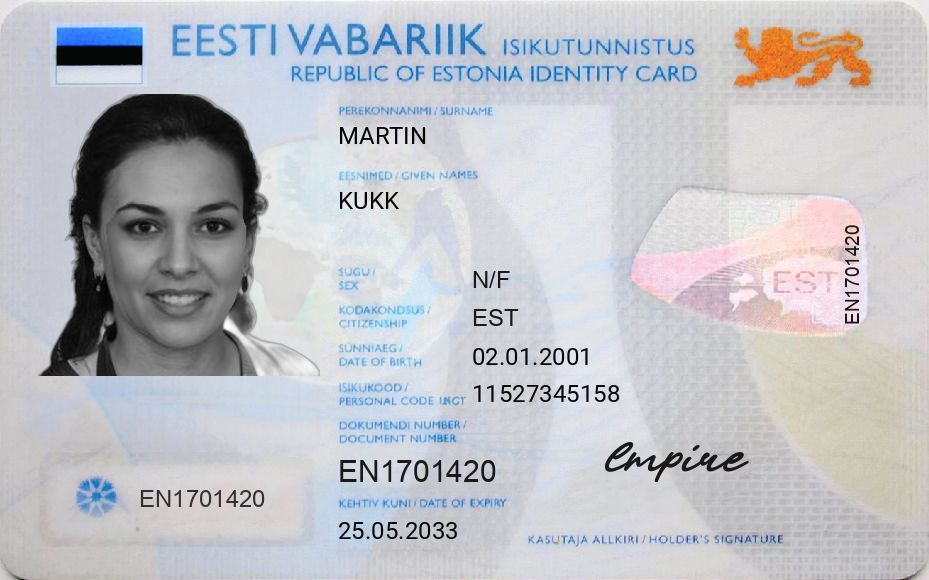 EESTI VABARIIK ISIKUTUNNISTUS
REPUBLIC OF ESTONIA IDENTITY CARD
PEREKONNANIMI / SURNAME
MARTIN
EESNIMED / GIVEN NAMES
KUKK
SUGU /
SEX
N/F
KODAKONDSUS /
CITIZENSHIP
EST
SÜNNIAEG /
DATE OF BIRTH
02.01.2001
ISIKUKOOD /
PERSONAL CODE
11527345158
DOKUMENDI NUMBER /
DOCUMENT NUMBER
EN1701420
KEHTIV KUNI / DATE OF EXPIRY
25.05.2033
EN1701420
EST
EN1701420
empire
KASUTAJA ALLKIRI / HOLDER'S SIGNATURE